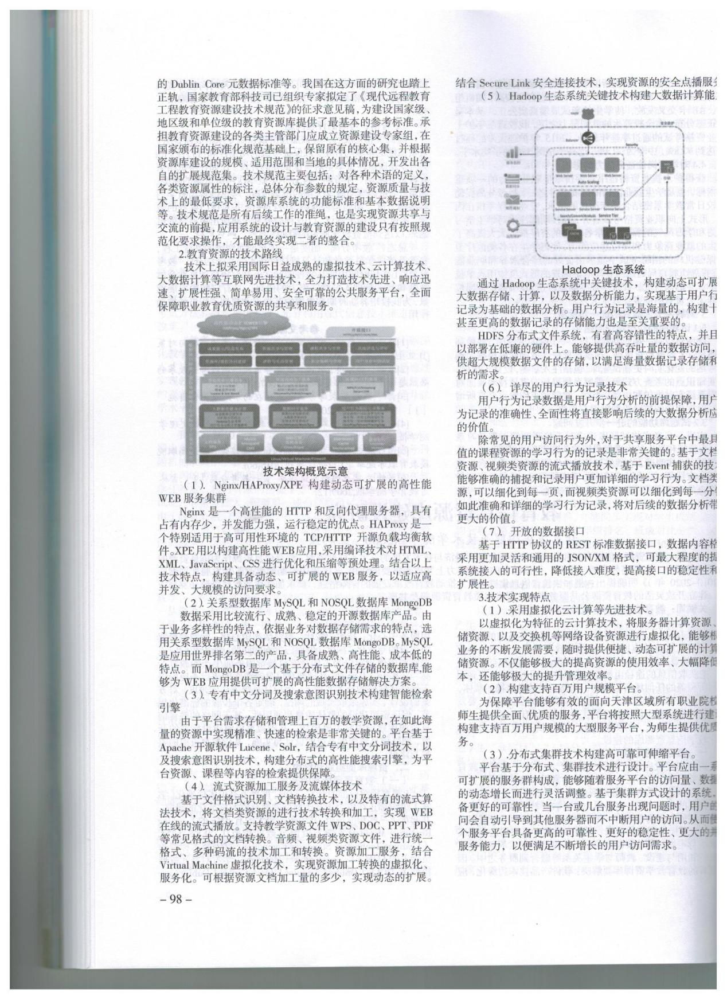 的 Dublin Core 元数据标准等。我国在这方面的研究也踏上
正轨，国家教育部科技司已组织专家拟定了《现代远程教育
工程教育资源建设技术规范》的征求意见稿，为建设国家级、
地区级和单位级的教育资源库提供了最基本的参考标准。承
担教育资源建设的各类主管部门应成立资源建设专家组，在
国家颁布的标准化规范基础上，保留原有的核心集，并根据
资源库建设的规模、适用范围和当地的具体情况，开发出各
自的扩展规范集。技术规范主要包括：对各种术语的定义，
各类资源属性的标注，总体分布参数的规定，资源质量与技
术上的最低要求，资源库系统的功能标准和基本数据说明
等。技术规范是所有后续工作的准绳，也是实现资源共享与
交流的前提，应用系统的设计与教育资源的建设只有按照规
范化要求操作，才能最终实现二者的整合。
2.教育资源的技术路线
技术上拟采用国际日益成熟的虚拟技术、云计算技术、
大数据计算等互联网先进技术，全力打造技术先进、响应迅
速、扩展性强、简单易用、安全可靠的公共服务平台，全面
保障职业教育优质资源的共享和服务。
开放接口
Linux/Virtual Machine/Firewall
技术架构概览示意
（1）．Nginx/HAProxy/XPE 构建动态可扩展的高性能
WEB 服务集群
Nginx 是一个高性能的 HTTP 和反向代理服务器，具有
占有内存少，并发能力强，运行稳定的优点。HAProxy 是一
个特别适用于高可用性环境的 TCP/HTTP 开源负载均衡软
件。XPE用以构建高性能WEB应用，采用编译技术对HTML、
XML、JavaScript、CSS 进行优化和压缩等预处理。结合以上
技术特点，构建具备动态、可扩展的 WEB 服务，以适应高
并发、大规模的访问要求。
（2）．关系型数据库 MySQL 和 NOSQL 数据库 MongoDB
数据采用比较流行、成熟、稳定的开源数据库产品。由
于业务多样性的特点，依据业务对数据存储需求的特点，选
用关系型数据库 MySQL 和 NOSQL 数据库 MongoDB。MySQL
是应用世界排名第二的产品，具备成熟、高性能、成本低的
特点。而 MongoDB 是一个基于分布式文件存储的数据库,能
够为 WEB 应用提供可扩展的高性能数据存储解决方案。
（3）．专有中文分词及搜索意图识别技术构建智能检索
引擎
由于平台需求存储和管理上百万的教学资源，在如此海
量的资源中实现精准、快速的检索是非常关键的。平台基于
Apache 开源软件 Lucene、Solr，结合专有中文分词技术，以
及搜索意图识别技术，构建分布式的高性能搜索引擎，为平
台资源、课程等内容的检索提供保障。
（4）．流式资源加工服务及流媒体技术
基于文件格式识别、文档转换技术，以及特有的流式算
法技术，将文档类资源的进行技术转换和加工，实现 WEB
在线的流式播放。支持教学资源文件 WPS、DOC、PPT、PDF
等常见格式的文档转换。音频、视频类资源文件，进行统一
格式、多种码流的技术加工和转换。资源加工服务，结合
Virtual Machine 虚拟化技术，实现资源加工转换的虚拟化、
服务化。可根据资源文档加工量的多少，实现动态的扩展。
－98－
结合 Secure Link 安全连接技术，实现资源的安全点播服
（5）．Hadoop 生态系统关键技术构建大数据计算能
安全防护
Balancer
Security
Web Server Web Server Web Server
Auto Scaling
Service Server Service Server Service Server
Service Tier
存储
Mysql & MongoDB
Hadoop 生态系统
通过 Hadoop 生态系统中关键技术，构建动态可扩展
大数据存储、计算，以及数据分析能力，实现基于用户行
记录为基础的数据分析。用户行为记录是海量的，构建十
甚至更高的数据记录的存储能力也是至关重要的。
HDFS 分布式文件系统，有着高容错性的特点，并且
以部署在低廉的硬件上。能够提供高吞吐量的数据访问，
供超大规模数据文件的存储，以满足海量数据记录存储和
析的需求。
（6）．详尽的用户行为记录技术
用户行为记录数据是用户行为分析的前提保障，用户
为记录的准确性、全面性将直接影响后续的大数据分析应
的价值。
除常见的用户访问行为外，对于共享服务平台中最具
值的课程资源的学习行为的记录是非常关键的。基于文档
资源、视频类资源的流式播放技术，基于 Event 捕获的技
能够准确的捕捉和记录用户更加详细的学习行为。文档类
源，可以细化到每一页，而视频类资源可以细化到每一分
如此准确和详细的学习行为记录，将对后续的数据分析带
更大的价值。
（7）．开放的数据接口
基于 HTTP 协议的 REST 标准数据接口，数据内容格
采用更加灵活和通用的 JSON/XM 格式，可最大程度的提
系统接入的可行性，降低接入难度，提高接口的稳定性和
扩展性。
3.技术实现特点
（1）.采用虚拟化云计算等先进技术。
以虚拟化为特征的云计算技术，将服务器计算资源、
储资源、以及交换机等网络设备资源进行虚拟化，能够根
业务的不断发展需要，随时提供便捷、动态可扩展的计算
储资源。不仅能够极大的提高资源的使用效率、大幅降低
本，还能够极大的提升管理效率。
（2）.构建支持百万用户规模平台。
为保障平台能够有效的面向天津区域所有职业院校
师生提供全面、优质的服务，平台将按照大型系统进行建
构建支持百万用户规模的大型服务平台，为师生提供优质
务。
（3）.分布式集群技术构建高可靠可伸缩平台。
平台基于分布式、集群技术进行设计。平台应由一系
可扩展的服务群构成，能够随着服务平台的访问量、数据
的动态增长而进行灵活调整。基于集群方式设计的系统，
备更好的可靠性，当一台或几台服务出现问题时，用户的
问会自动引导到其他服务器而不中断用户的访问。从而使
个服务平台具备更高的可靠性、更好的稳定性、更大的并
服务能力，以便满足不断增长的用户访问需求。